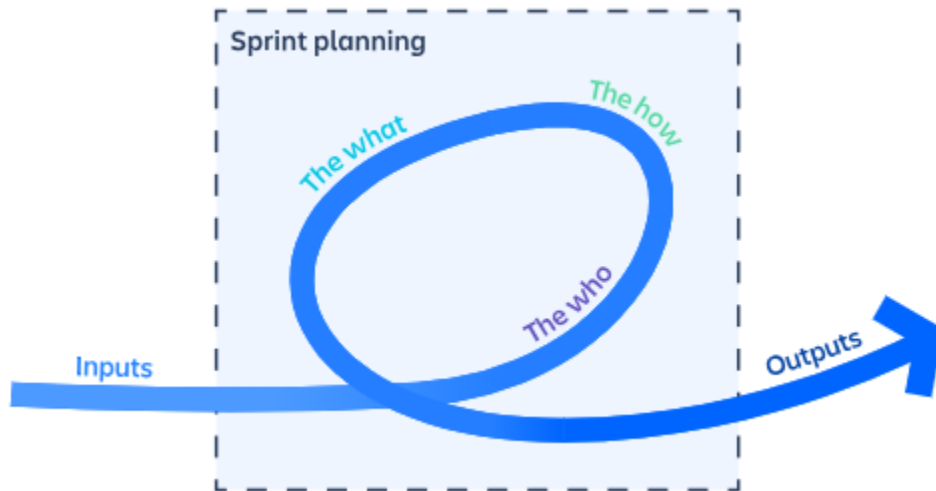 Sprint planning
The what
The how
The who
Inputs
Outputs